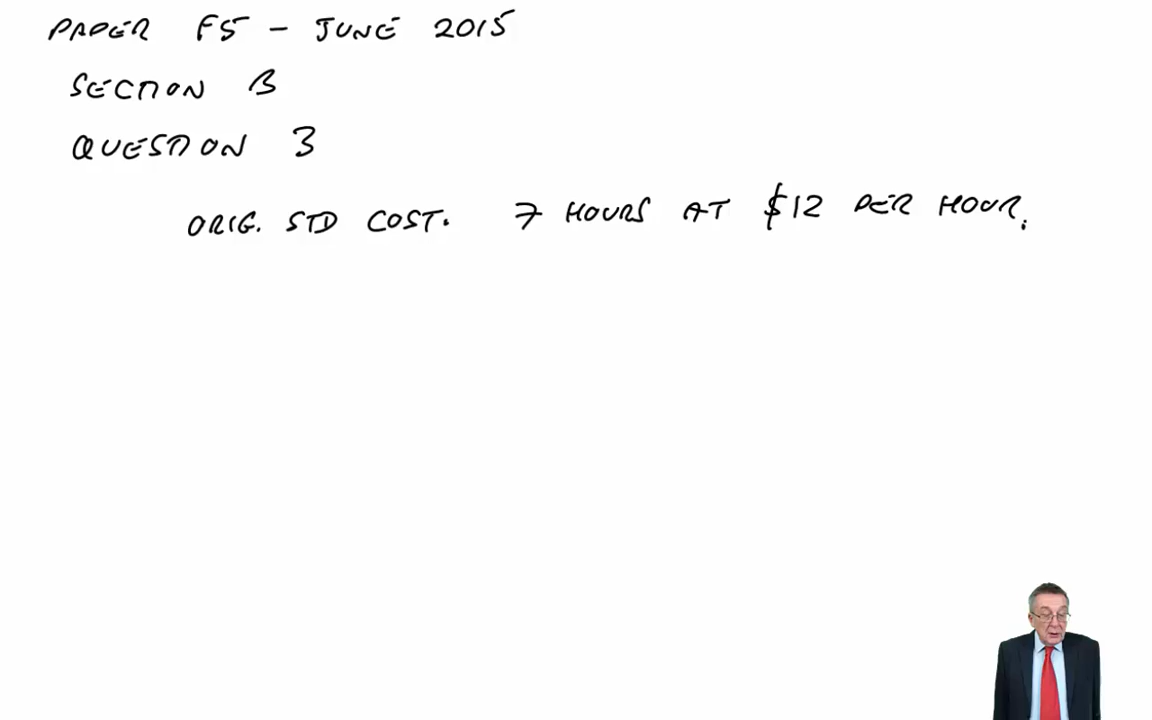 PAPER F5 - JUNE 2015
SECTION B
QUESTION 3
ORIG. STD COST. 7 HOURS AT $12 PER HOUR.